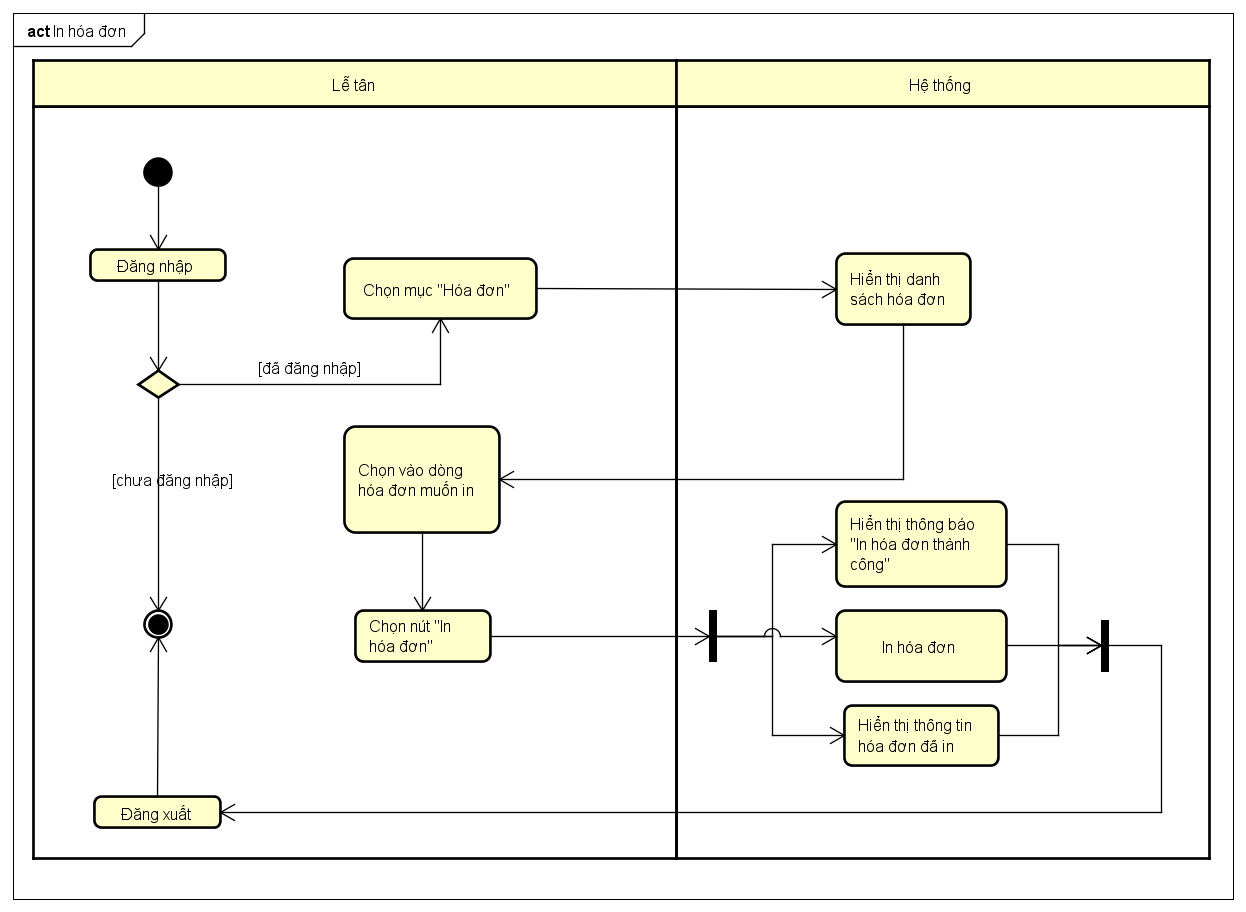 act In hóa đơn
Lễ tân
Hệ thống
Đăng nhập
Chọn mục "Hóa đơn"
Hiển thị danh
sách hóa đơn
[đã đăng nhập]
[chưa đăng nhập]
Chọn vào dòng
hóa đơn muốn in
Hiển thị thông báo
"In hóa đơn thành
công"
Chọn nút "In
hóa đơn"
In hóa đơn
Hiển thị thông tin
hóa đơn đã in
Đăng xuất